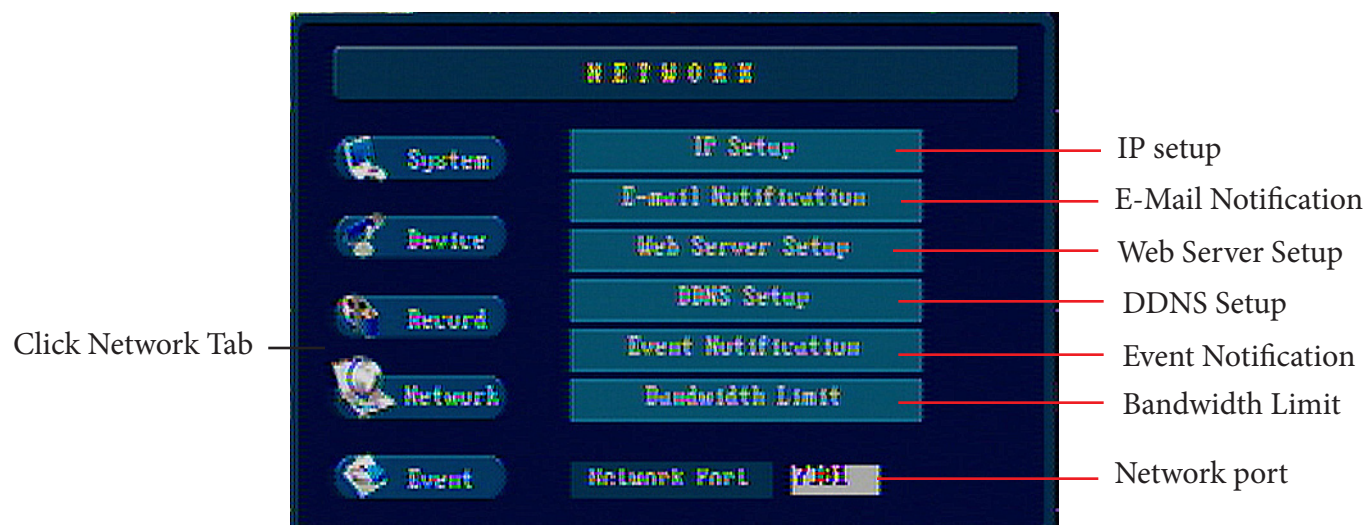 NETWORK
System
Device
Record
Network
Event
IP Setup
E-mail Notification
Web Server Setup
DDNS Setup
Event Notification
Bandwidth Limit
Network Port
Click Network Tab
IP setup
E-Mail Notification
Web Server Setup
DDNS Setup
Event Notification
Bandwidth Limit
Network port